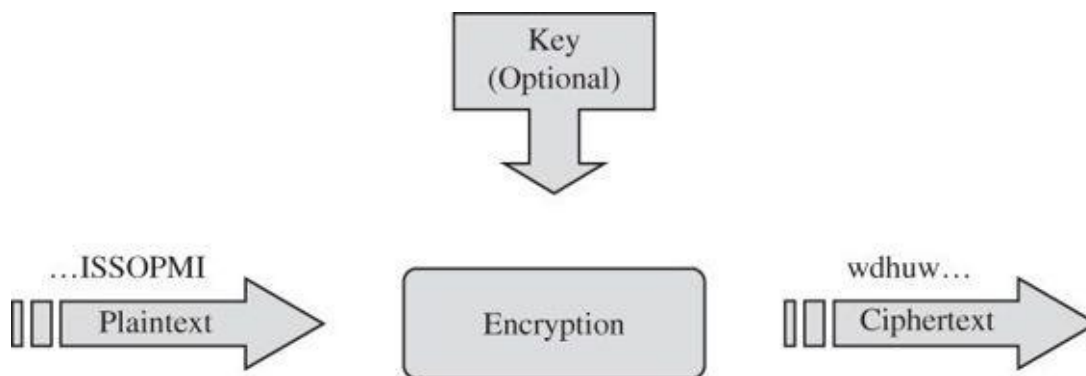 Key
(Optional)
…ISSOPMI
Plaintext
Encryption
wdhuw…
Ciphertext